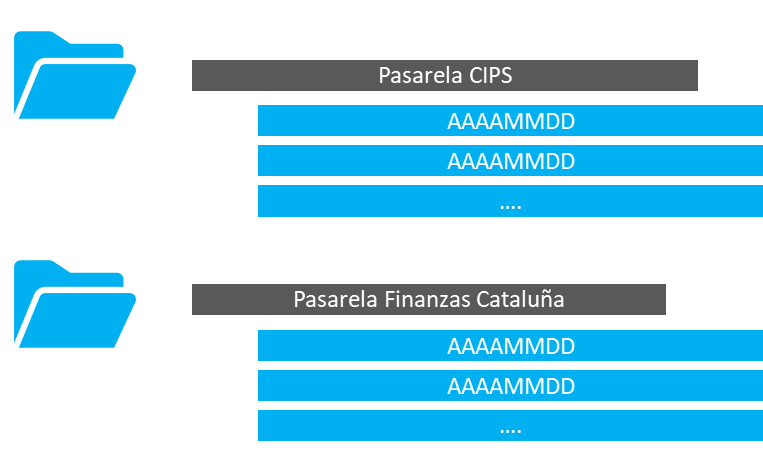 Pasarela CIPS
AAAAMMDD
AAAAMMDD
....
Pasarela Finanzas Cataluña
AAAAMMDD
AAAAMMDD
....